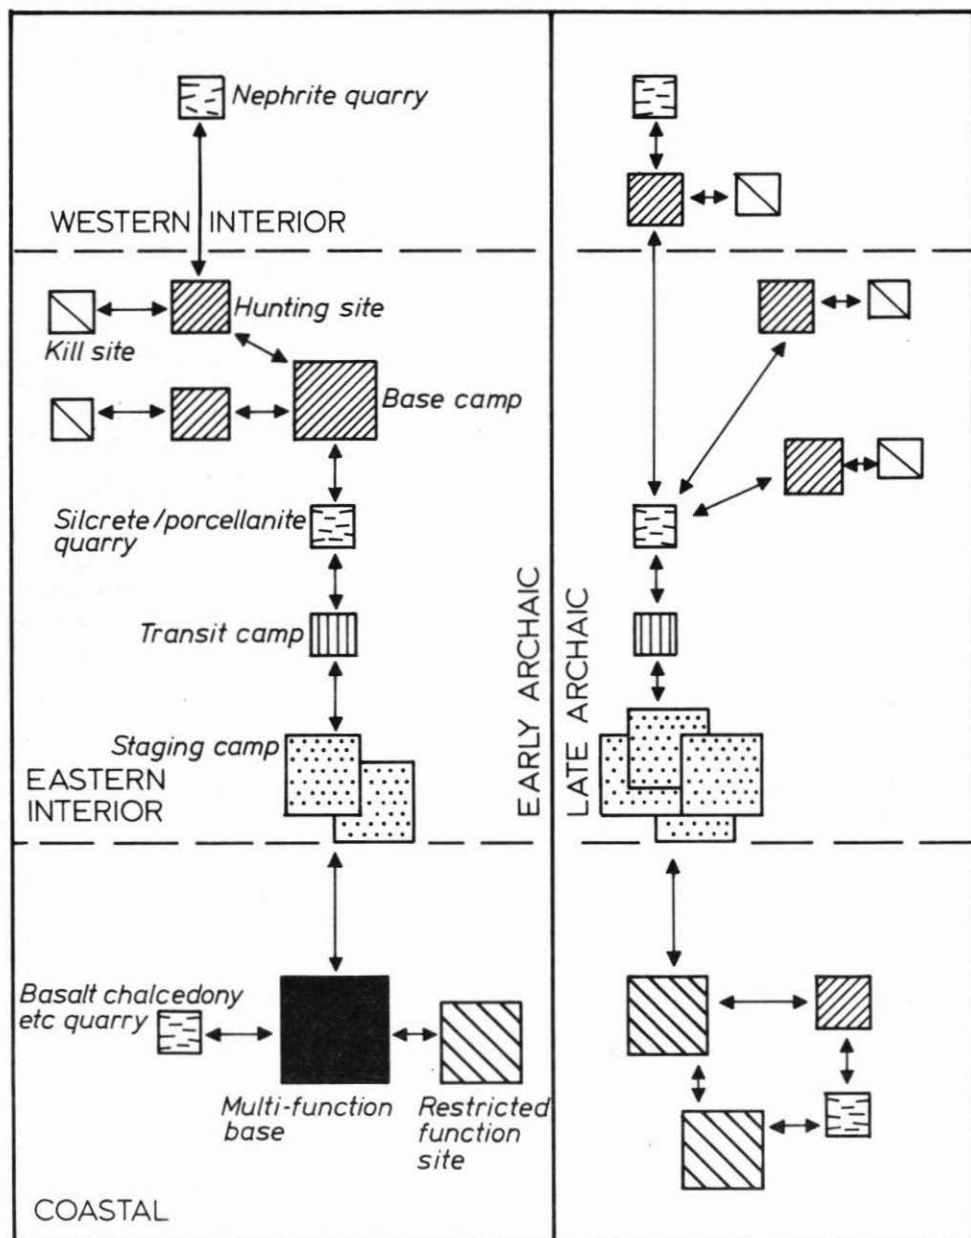 Nephrite quarry
WESTERN INTERIOR
Hunting site
Kill site
Base camp
Silcrete/porcellanite
quarry
Transit camp
Staging camp
EASTERN
INTERIOR
EARLY ARCHAIC
LATE ARCHAIC
Basalt chalcedony
etc quarry
Multi-function
base
Restricted
function
site
COASTAL